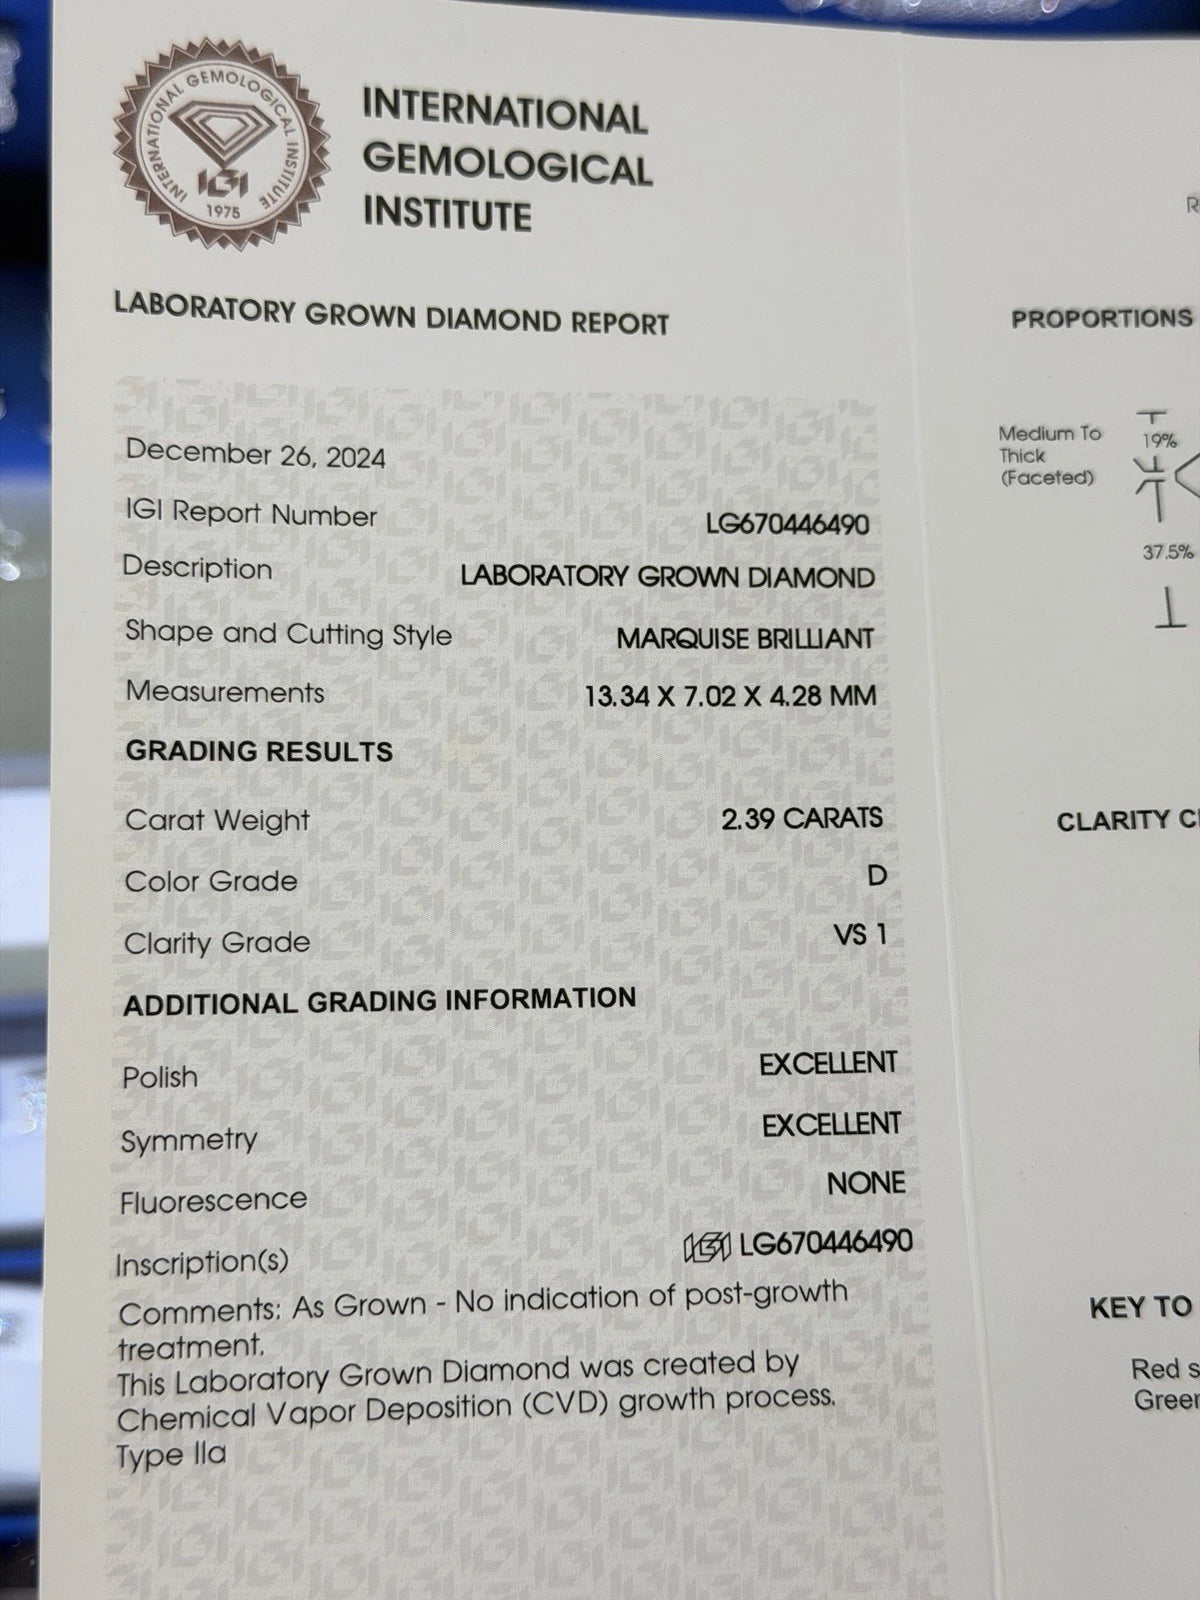 INTERNATIONAL GEMOLOGICAL INSTITUTE
IGI
1975
INTERNATIONAL
GEMOLOGICAL
INSTITUTE
LABORATORY GROWN DIAMOND REPORT
December 26, 2024
IGI Report Number LG670446490
Description LABORATORY GROWN DIAMOND
Shape and Cutting Style MARQUISE BRILLIANT
Measurements 13.34 X 7.02 X 4.28 MM
GRADING RESULTS
Carat Weight 2.39 CARATS
Color Grade D
Clarity Grade VS 1
ADDITIONAL GRADING INFORMATION
Polish EXCELLENT
Symmetry EXCELLENT
Fluorescence NONE
Inscription(s) IGI LG670446490
Comments: As Grown - No indication of post-growth
treatment.
This Laboratory Grown Diamond was created by
Chemical Vapor Deposition (CVD) growth process.
Type IIa
PROPORTIONS
Medium To
Thick
(Faceted)
19%
37.5%
CLARITY
KEY TO
Red